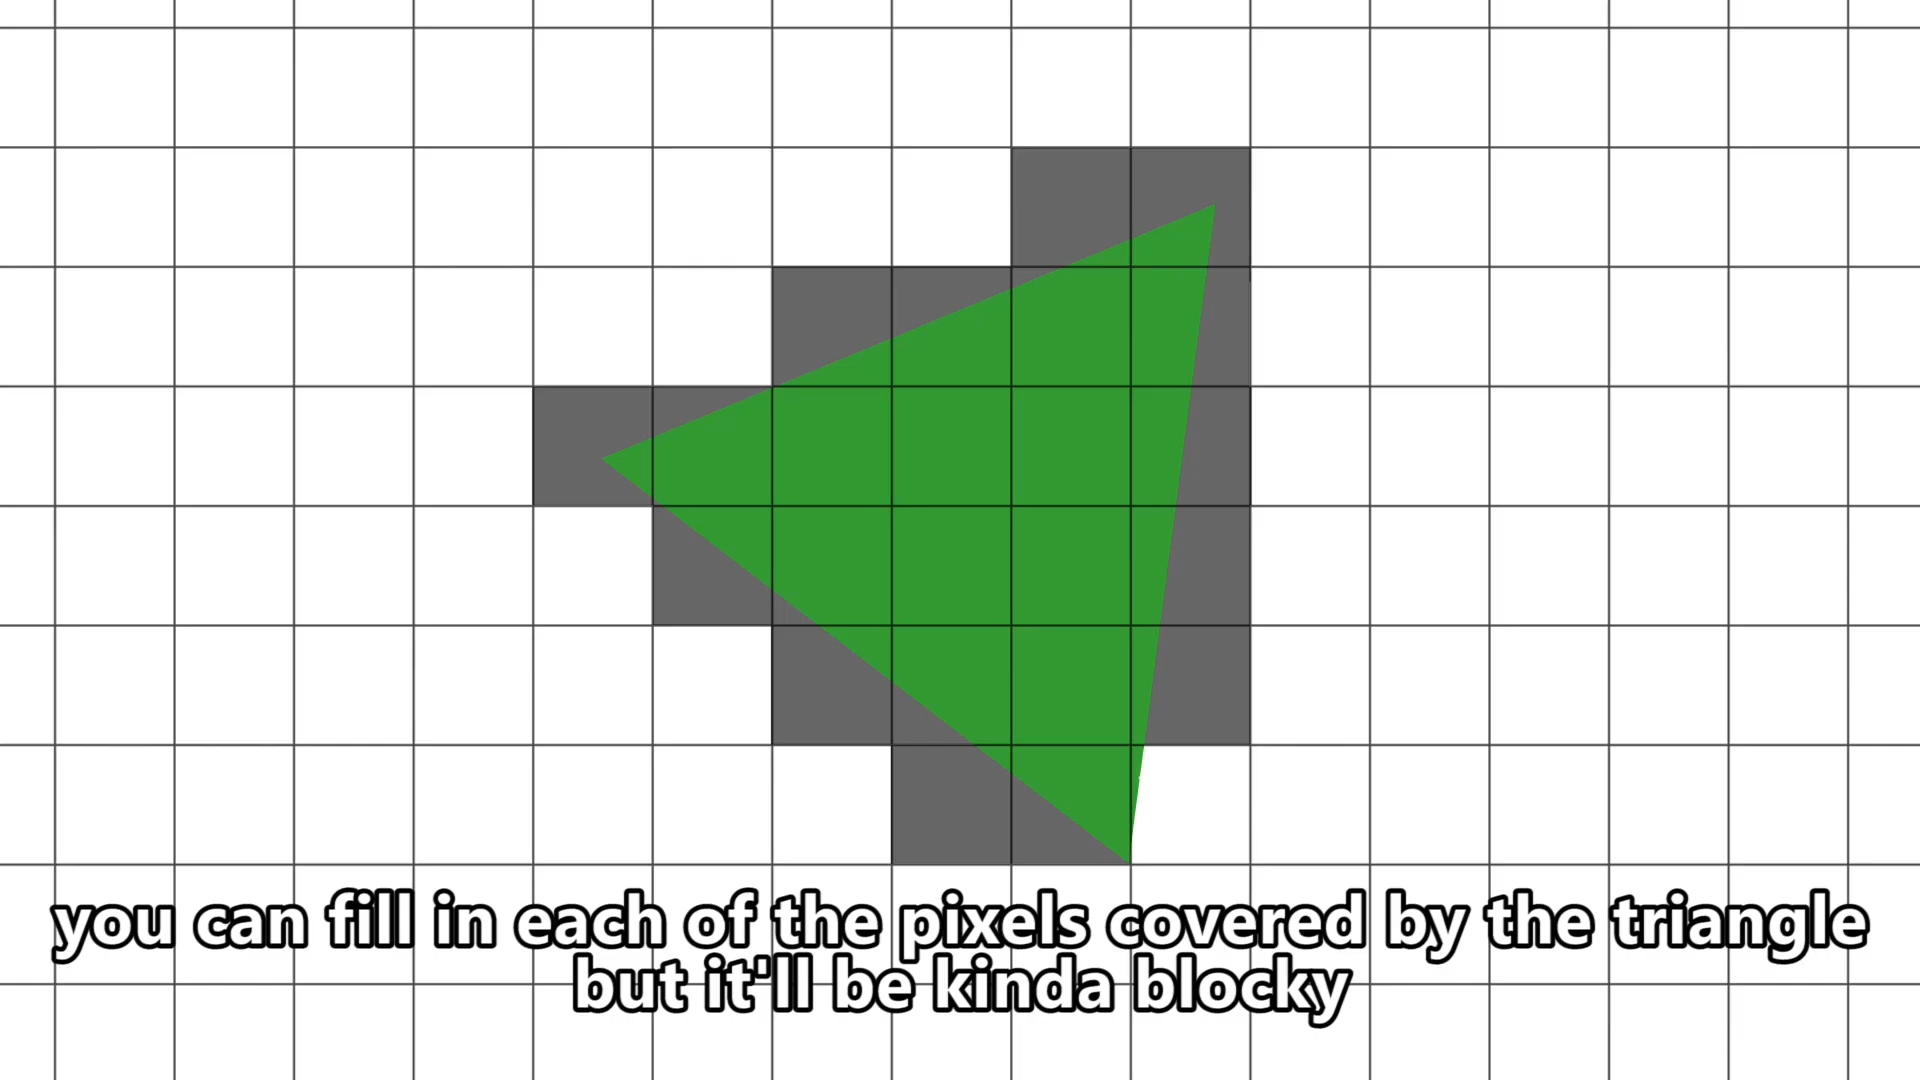 you can fill in each of the pixels covered by the triangle
but it'll be kinda blocky